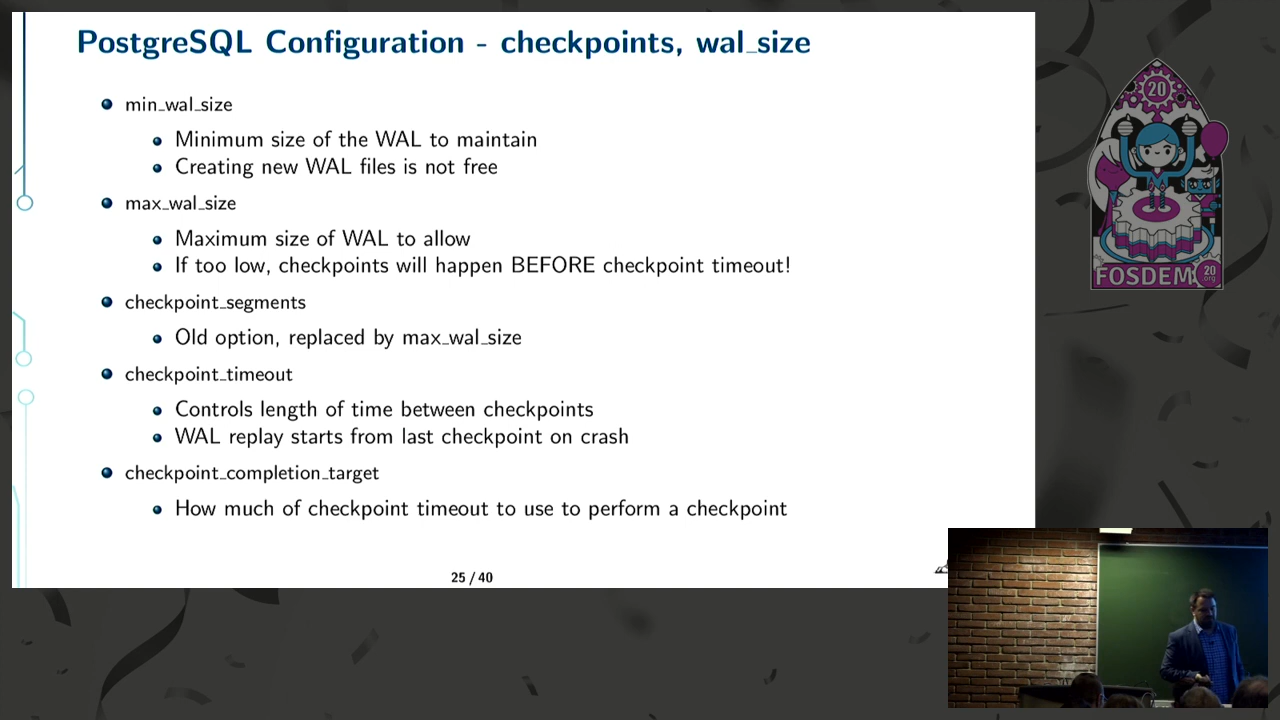 PostgreSQL Configuration - checkpoints, wal_size
min_wal_size
Minimum size of the WAL to maintain
Creating new WAL files is not free
max_wal_size
Maximum size of WAL to allow
If too low, checkpoints will happen BEFORE checkpoint timeout!
checkpoint_segments
Old option, replaced by max_wal_size
checkpoint_timeout
Controls length of time between checkpoints
WAL replay starts from last checkpoint on crash
checkpoint_completion_target
How much of checkpoint timeout to use to perform a checkpoint
25 / 40
20
FOSDEM
20
.org